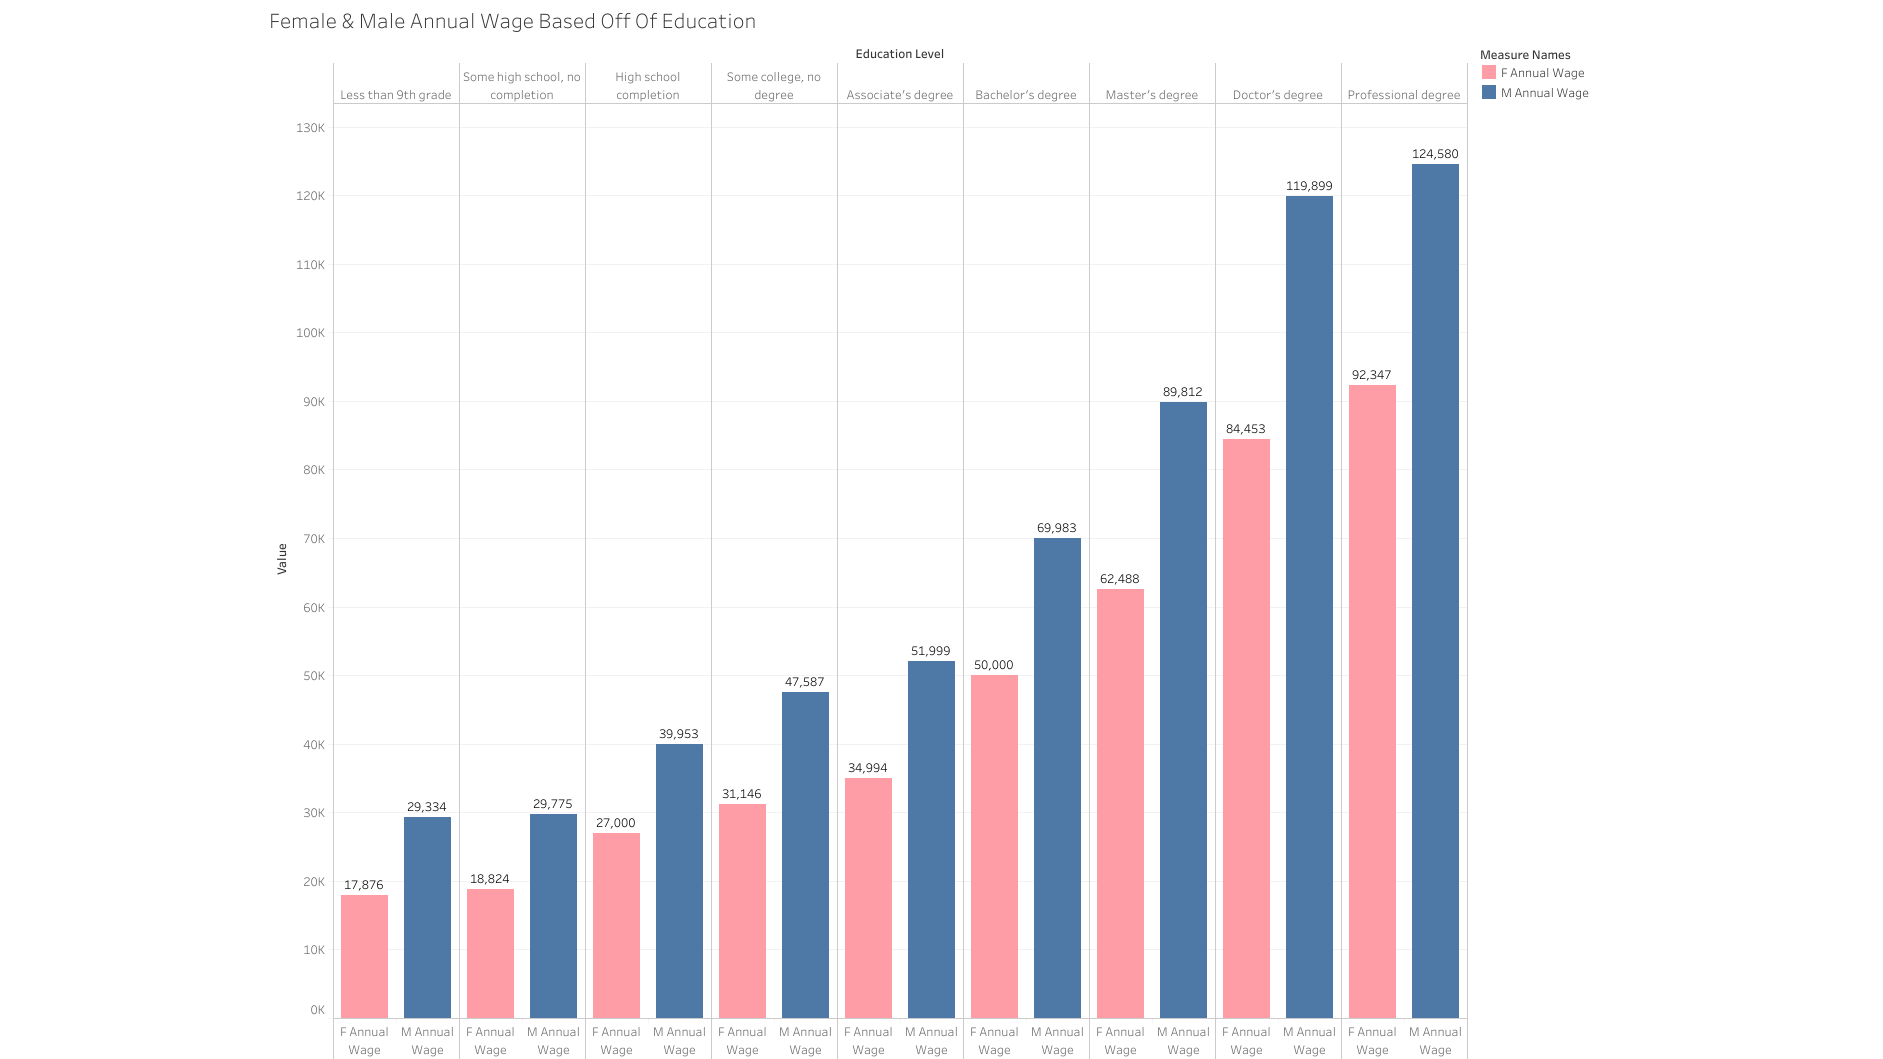 Female & Male Annual Wage Based Off Of Education
Education Level
Measure Names
F Annual Wage
M Annual Wage
Less than 9th grade
Some high school, no
completion
High school
completion
Some college, no
degree
Associate's degree
Bachelor's degree
Master's degree
Doctor's degree
Professional degree
130K
120K
110K
100K
90K
80K
70K
60K
50K
40K
30K
20K
10K
0K
Value
17,876
29,334
18,824
29,775
27,000
39,953
31,146
47,587
34,994
51,999
50,000
69,983
62,488
89,812
84,453
119,899
92,347
124,580
F Annual
Wage
M Annual
Wage
F Annual
Wage
M Annual
Wage
F Annual
Wage
M Annual
Wage
F Annual
Wage
M Annual
Wage
F Annual
Wage
M Annual
Wage
F Annual
Wage
M Annual
Wage
F Annual
Wage
M Annual
Wage
F Annual
Wage
M Annual
Wage
F Annual
Wage
M Annual
Wage